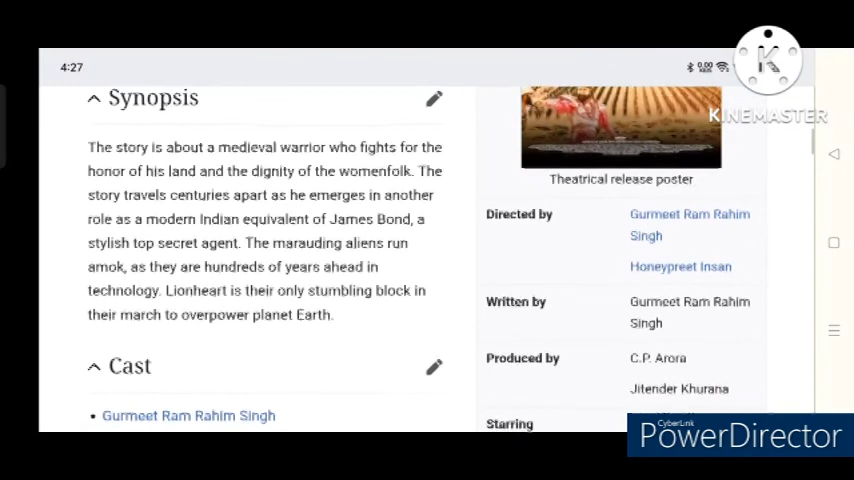 4:27
KINEMASTER
Synopsis
The story is about a medieval warrior who fights for the
honor of his land and the dignity of the womenfolk. The
story travels centuries apart as he emerges in another
role as a modern Indian equivalent of James Bond, a
stylish top secret agent. The marauding aliens run
amok, as they are hundreds of years ahead in
technology. Lionheart is their only stumbling block in
their march to overpower planet Earth.
Cast
• Gurmeet Ram Rahim Singh
Theatrical release poster
Directed by
Gurmeet Ram Rahim
Singh
Honeypreet Insan
Written by
Gurmeet Ram Rahim
Singh
Produced by
C.P. Arora
Jitender Khurana
Starring
CyberLink
PowerDirector